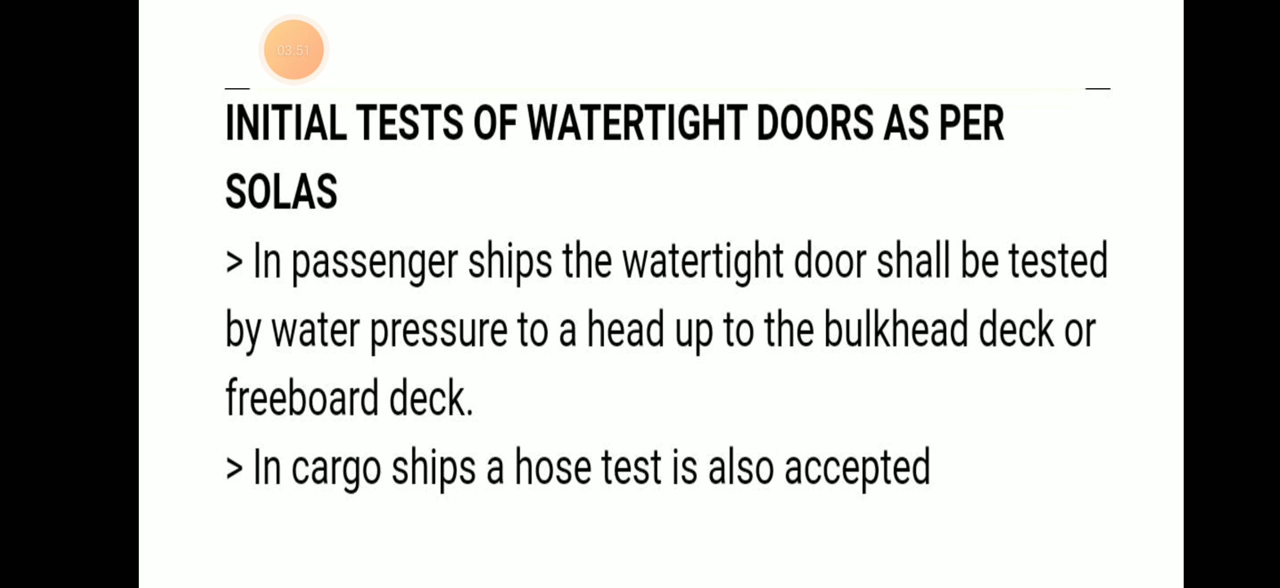 03:51
INITIAL TESTS OF WATERTIGHT DOORS AS PER
SOLAS
> In passenger ships the watertight door shall be tested
by water pressure to a head up to the bulkhead deck or
freeboard deck.
> In cargo ships a hose test is also accepted